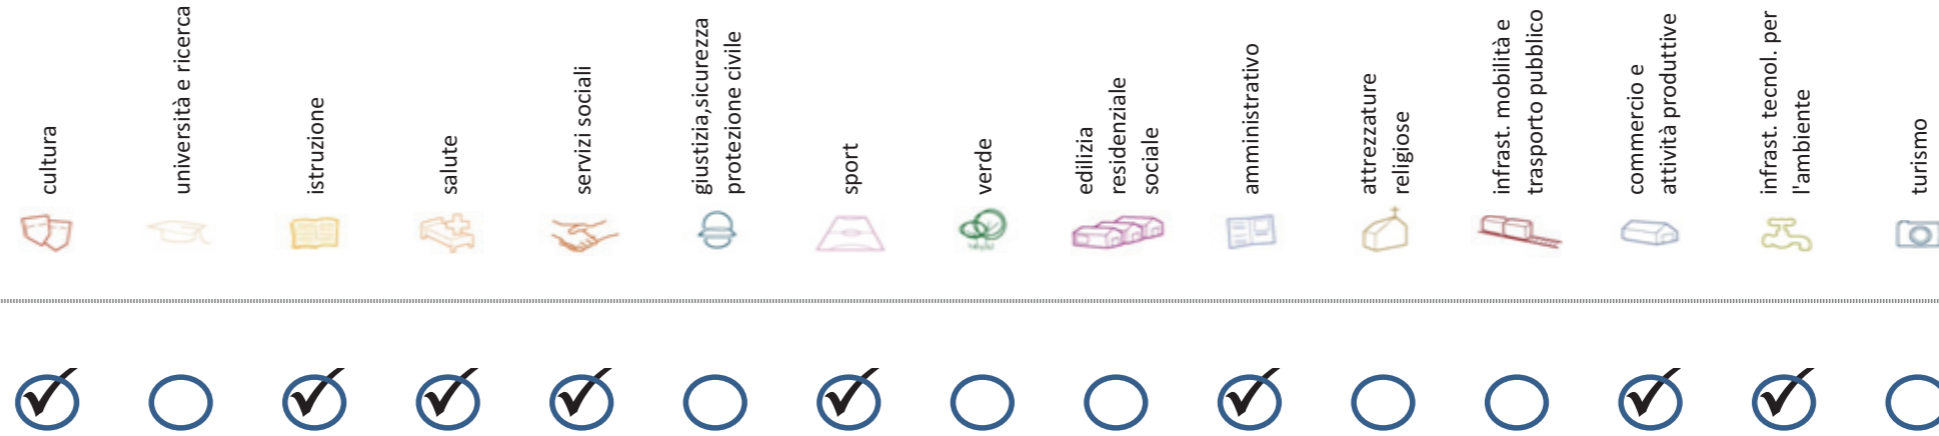 cultura
università e ricerca
istruzione
salute
servizi sociali
giustizia,sicurezza
protezione civile
sport
verde
edilizia
residenziale
sociale
amministrativo
attrezzature
religiose
infrast. mobilità e
trasporto pubblico
commercio e
attività produttive
infrast. tecnol. per
l'ambiente
turismo